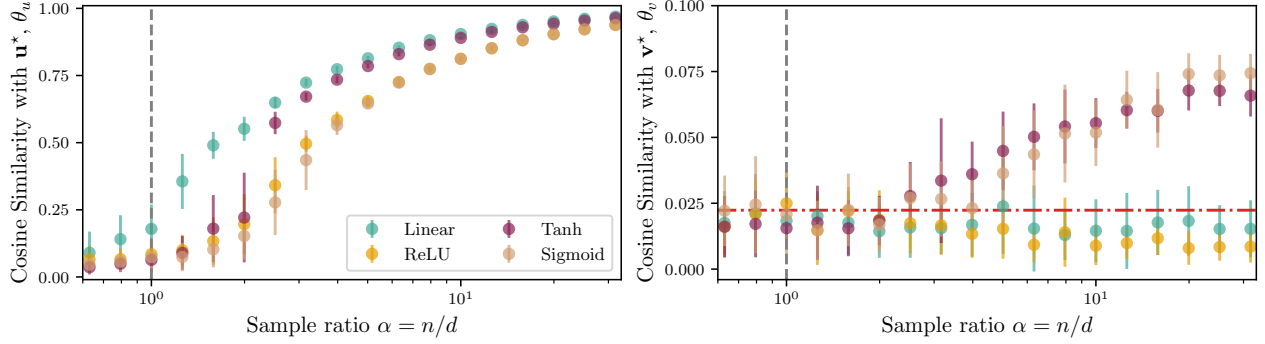 Cosine Similarity with u⋆, θu
1.00
0.75
0.50
0.25
0.00
10⁰
10¹
Sample ratio α = n/d
Linear
ReLU
Tanh
Sigmoid
Cosine Similarity with v⋆, θv
0.100
0.075
0.050
0.025
0.000
10⁰
10¹
Sample ratio α = n/d